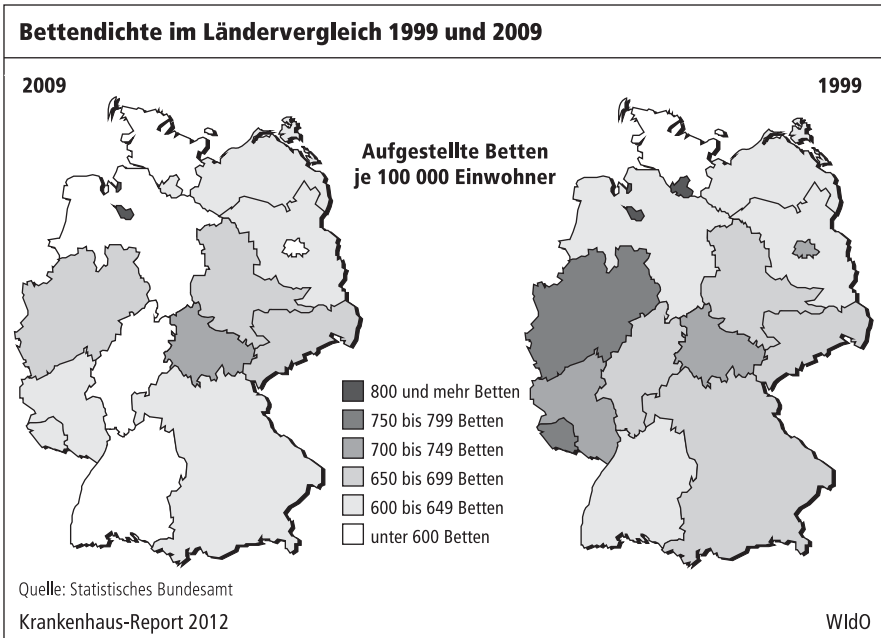 Bettendichte im Ländervergleich 1999 und 2009
2009
1999
Aufgestellte Betten
je 100 000 Einwohner
800 und mehr Betten
750 bis 799 Betten
700 bis 749 Betten
650 bis 699 Betten
600 bis 649 Betten
unter 600 Betten
Quelle: Statistisches Bundesamt
Krankenhaus-Report 2012
WIdO